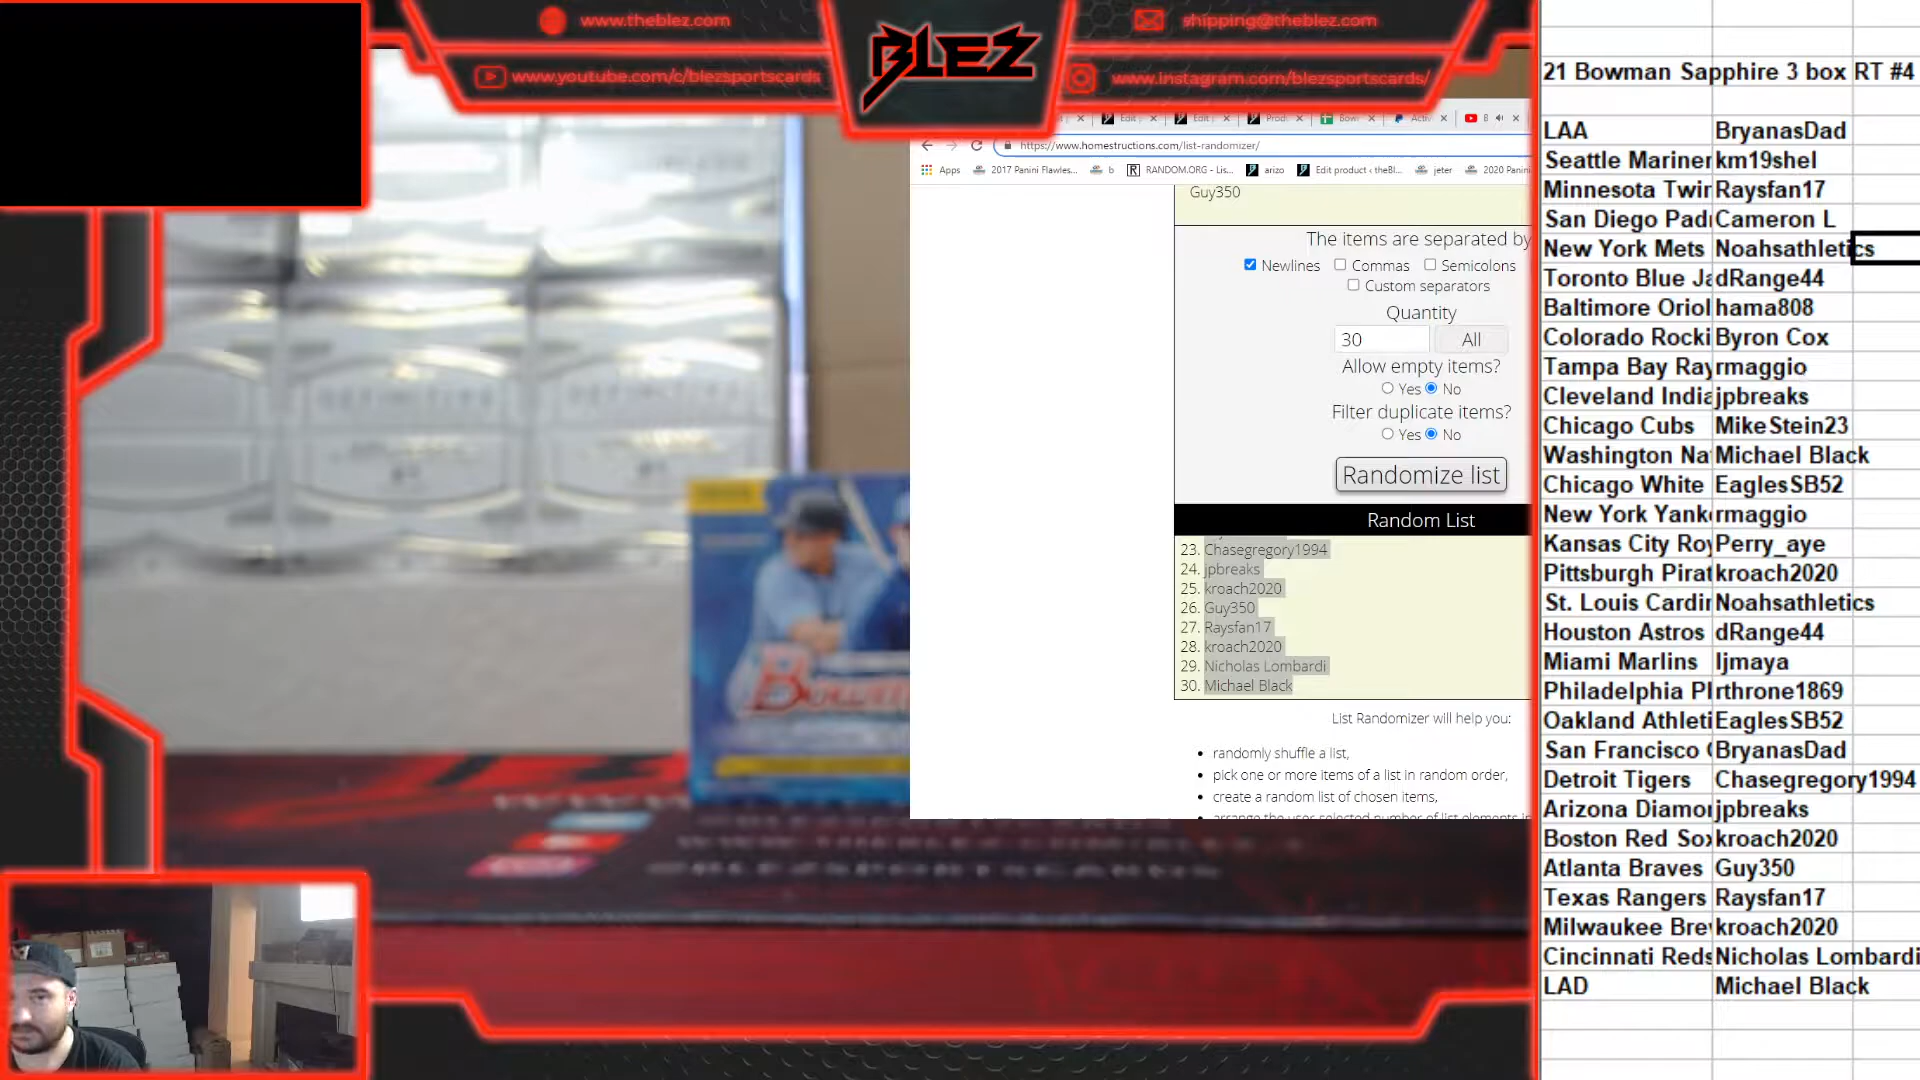 www.theblez.com
shipping@theblez.com
BLEZ
www.youtube.com/c/blezsportscards
www.instagram.com/blezsportscards/
https://www.homestructions.com/list-randomizer/
Apps
2017 Panini Flawles...
b
RANDOM.ORG - Lis...
arizo
Edit product ‹ theBl...
jeter
2020 Panini
Guy350
The items are separated by
Newlines
Commas
Semicolons
Custom separators
Quantity
30
All
Allow empty items?
Yes
No
Filter duplicate items?
Yes
No
Randomize list
Random List
23. Chasegregory1994
24. jpbreaks
25. kroach2020
26. Guy350
27. Raysfan17
28. kroach2020
29. Nicholas Lombardi
30. Michael Black
List Randomizer will help you:
randomly shuffle a list,
pick one or more items of a list in random order,
create a random list of chosen items,
21 Bowman Sapphire 3 box RT #4
LAA BryanasDad
Seattle Mariner km19shel
Minnesota Twin Raysfan17
San Diego Padr Cameron L
New York Mets Noahsathletics
Toronto Blue Ja dRange44
Baltimore Oriol hama808
Colorado Rocki Byron Cox
Tampa Bay Ray rmaggio
Cleveland India jpbreaks
Chicago Cubs MikeStein23
Washington Na Michael Black
Chicago White EaglesSB52
New York Yank rmaggio
Kansas City Roy Perry_aye
Pittsburgh Pirat kroach2020
St. Louis Cardin Noahsathletics
Houston Astros dRange44
Miami Marlins ljmaya
Philadelphia Ph rthrone1869
Oakland Athleti EaglesSB52
San Francisco BryanasDad
Detroit Tigers Chasegregory1994
Arizona Diamon jpbreaks
Boston Red Sox kroach2020
Atlanta Braves Guy350
Texas Rangers Raysfan17
Milwaukee Brew kroach2020
Cincinnati Reds Nicholas Lombardi
LAD Michael Black